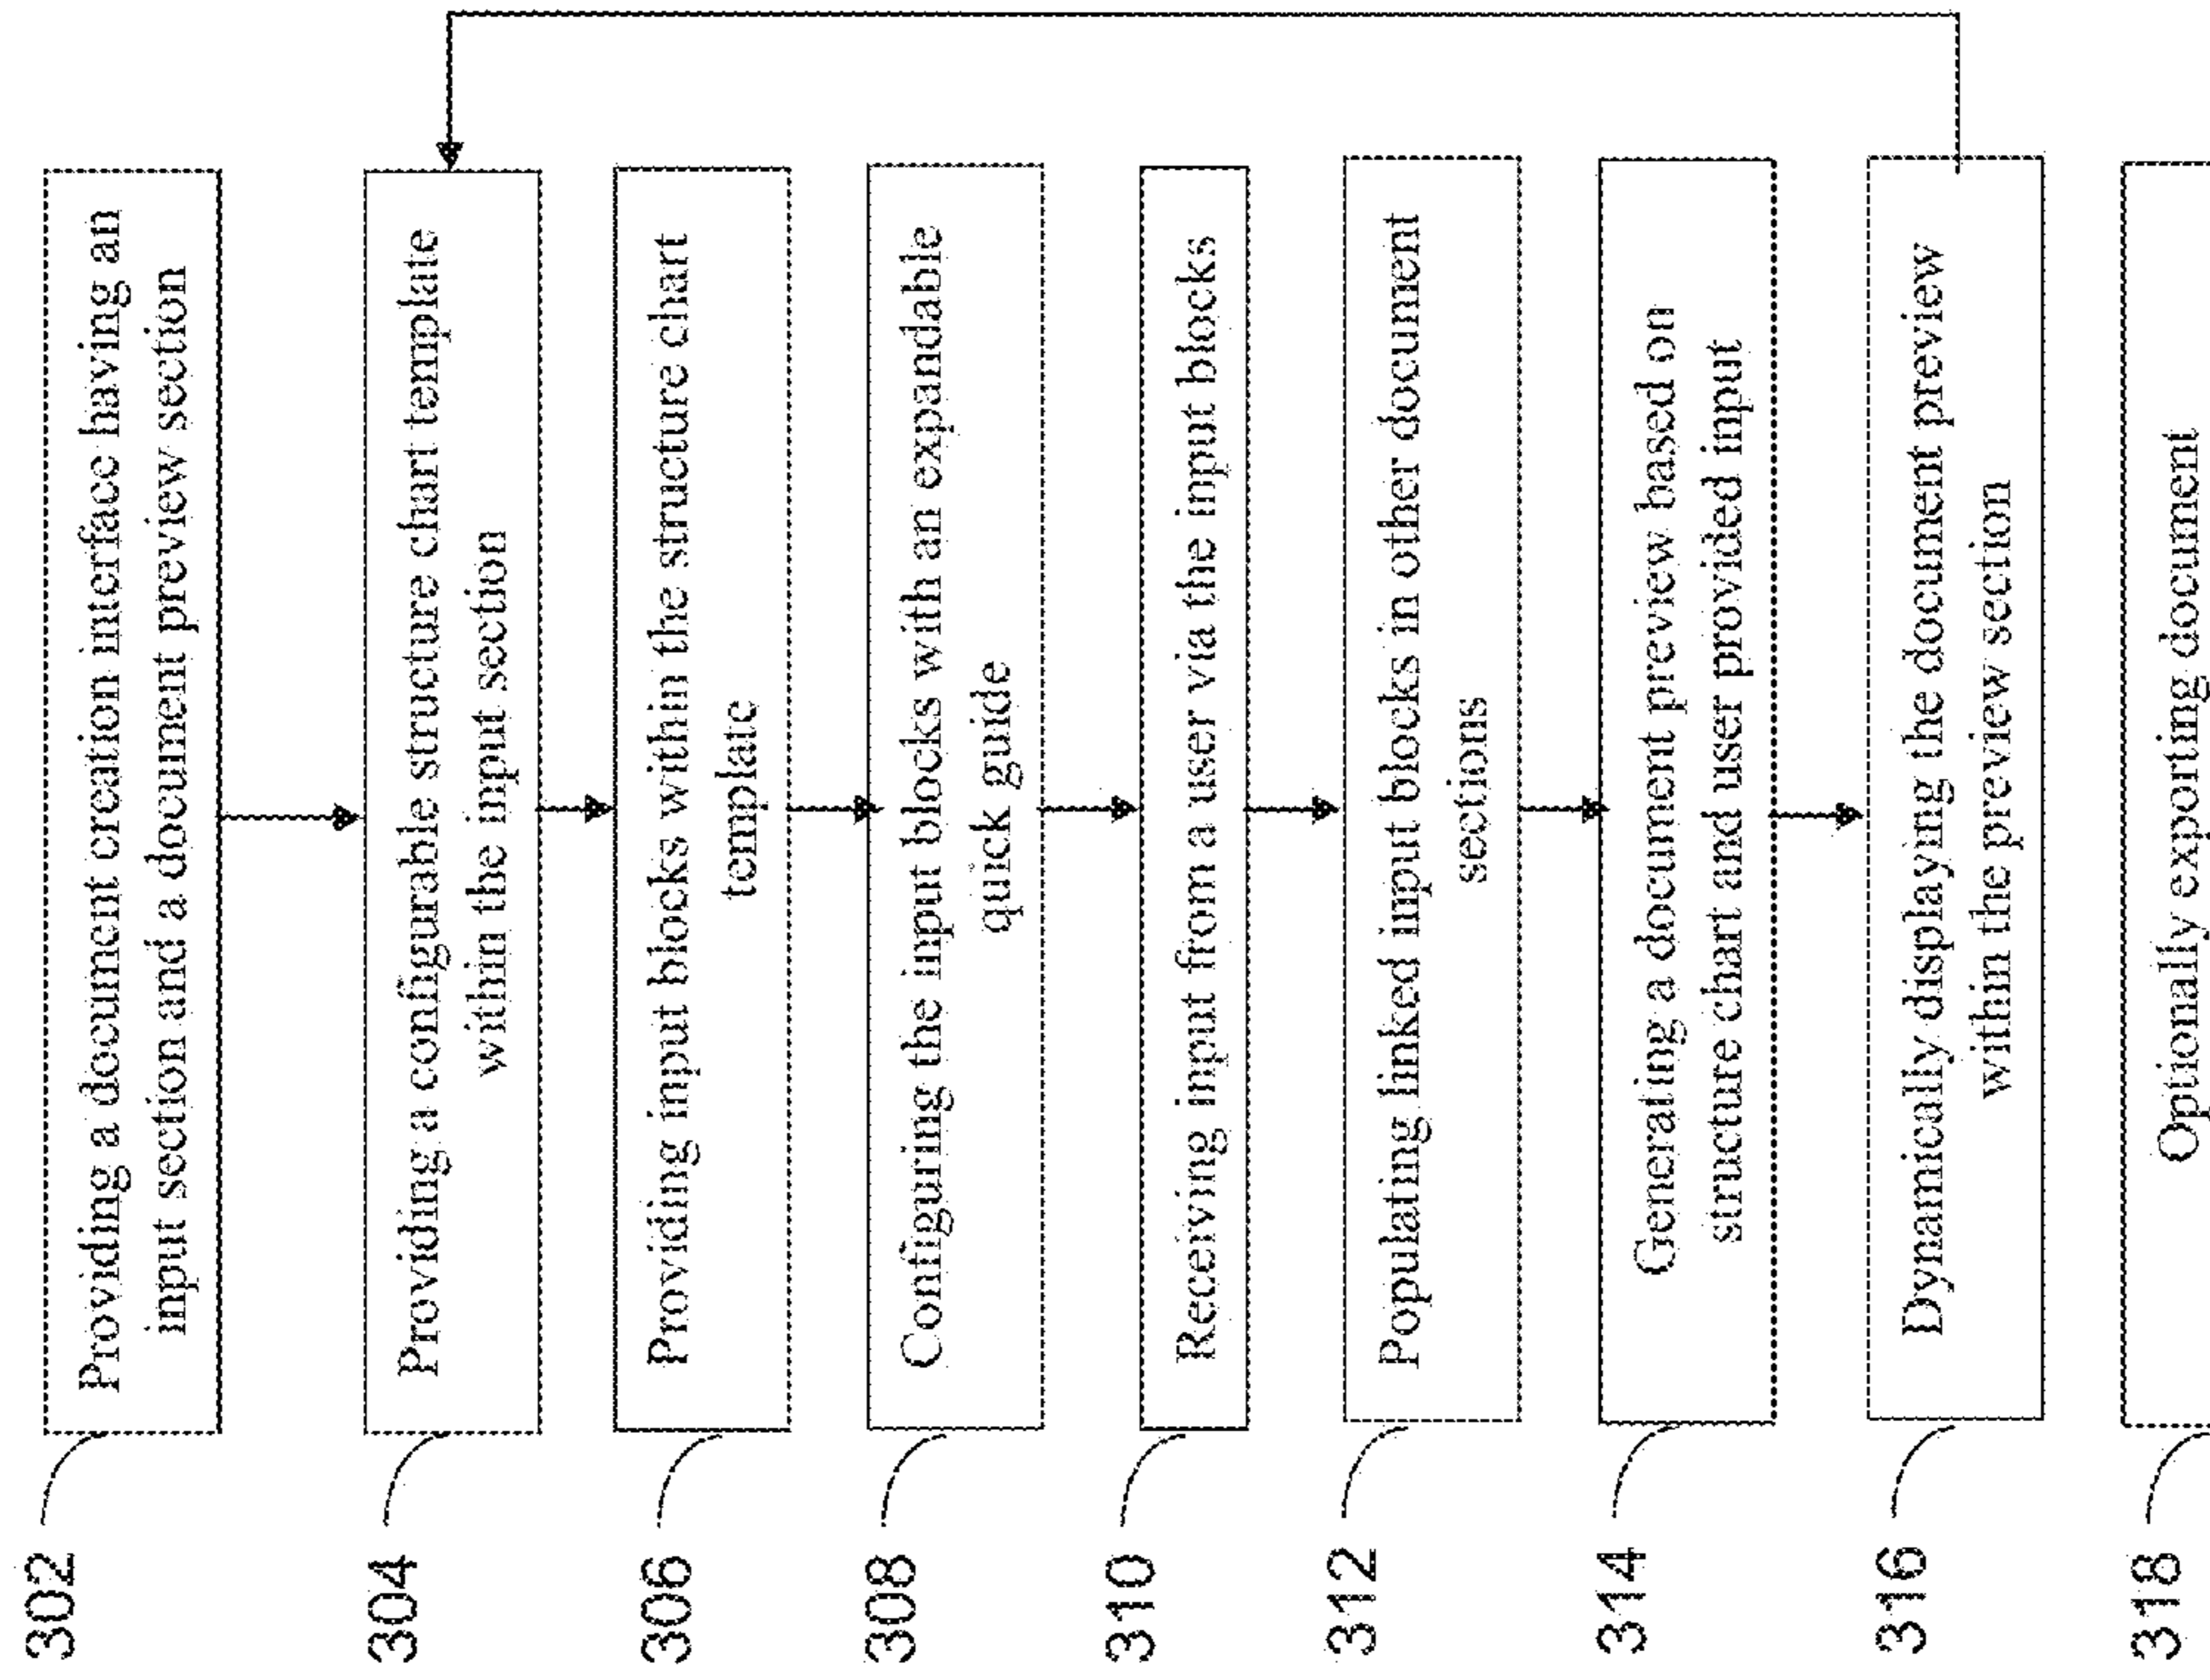 302
Providing a document creation interface having an
input section and a document preview section
304
Providing a configurable structure chart template
within the input section
306
Providing input blocks within the structure chart
template
308
Configuring the input blocks with an expandable
quick guide
310
Receiving input from a user via the input blocks
312
Populating linked input blocks in other document
sections
314
Generating a document preview based on
structure chart and user provided input
316
Dynamically displaying the document preview
within the preview section
318
Optionally exporting document